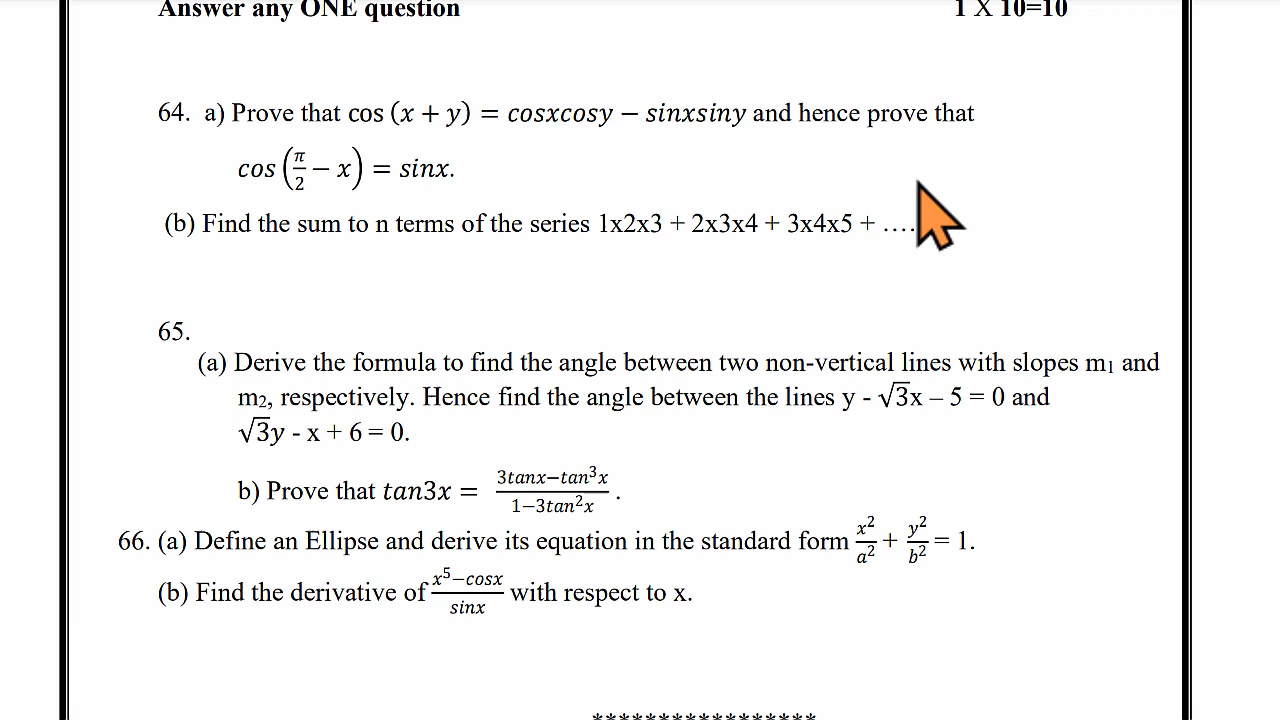 Answer any ONE question 1 X 10=10
64. a) Prove that cos (x + y) = cosxcosy − sinxsiny and hence prove that
cos (π/2 − x) = sinx.
(b) Find the sum to n terms of the series 1x2x3 + 2x3x4 + 3x4x5 + ….
65.
(a) Derive the formula to find the angle between two non-vertical lines with slopes m₁ and
m₂, respectively. Hence find the angle between the lines y - √3x – 5 = 0 and
√3y - x + 6 = 0.
b) Prove that tan3x = (3tanx−tan³x)/(1−3tan²x) .
66. (a) Define an Ellipse and derive its equation in the standard form x²/a² + y²/b² = 1.
(b) Find the derivative of (x⁵−cosx)/sinx with respect to x.
*****************